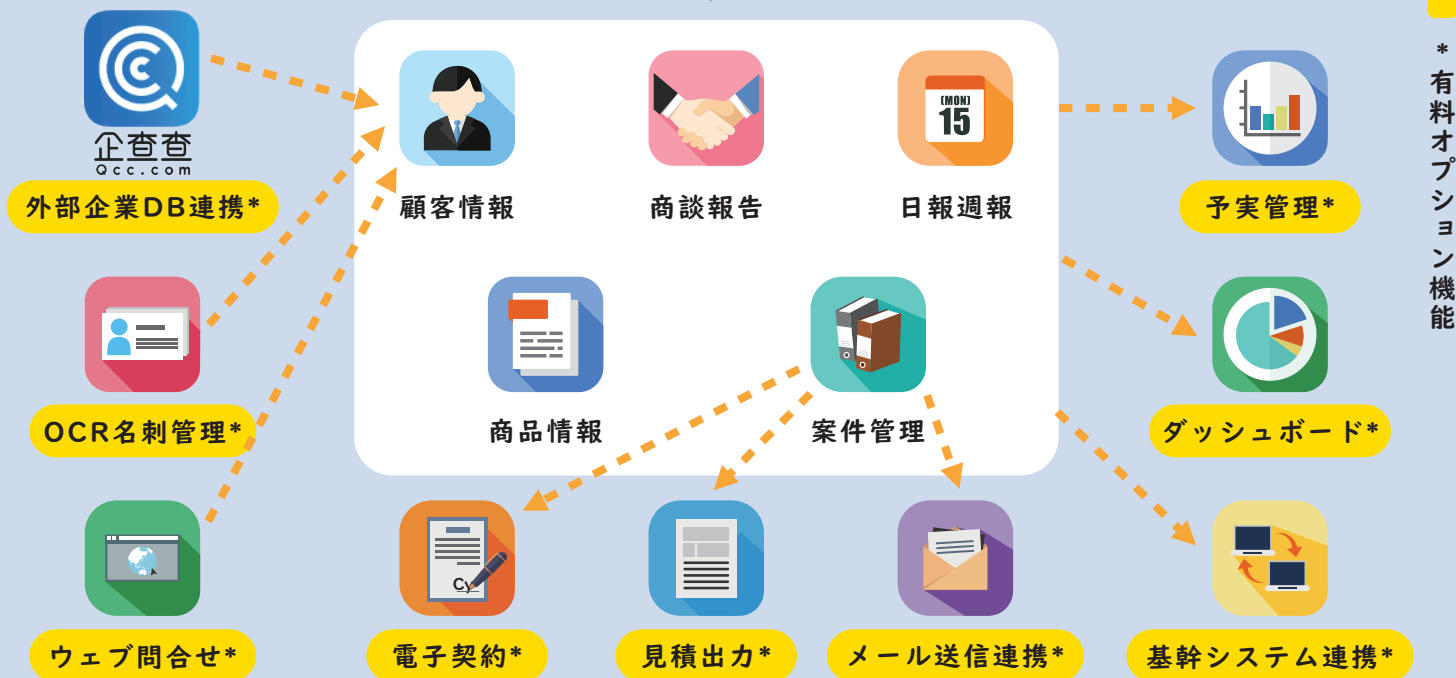 企查查
Qcc.com
外部企業DB連携*
顧客情報
商談報告
(MON)
15
日報週報
予実管理*
*有料オプション機能
OCR名刺管理*
商品情報
案件管理
ダッシュボード*
ウェブ問合せ*
Cy
電子契約*
見積出力*
メール送信連携*
基幹システム連携*